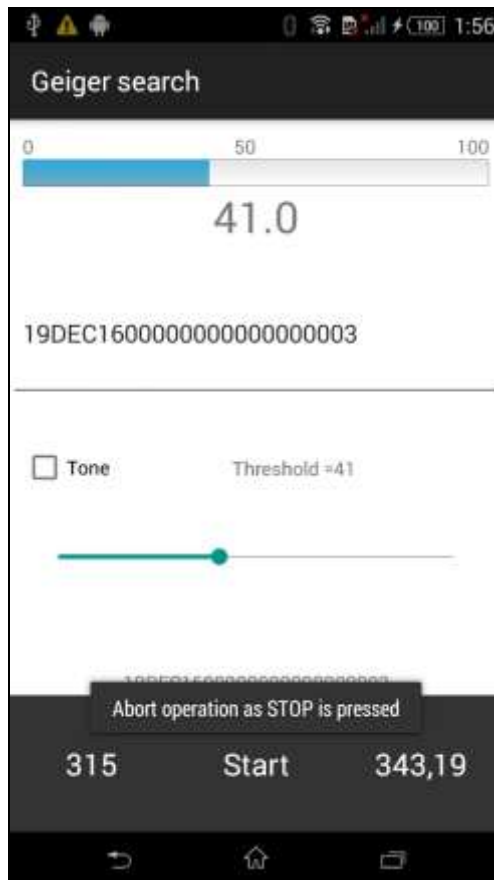 100 1:56
Geiger search
0 50 100
41.0
19DEC1600000000000000003
Tone Threshold =41
Abort operation as STOP is pressed
315 Start 343,19